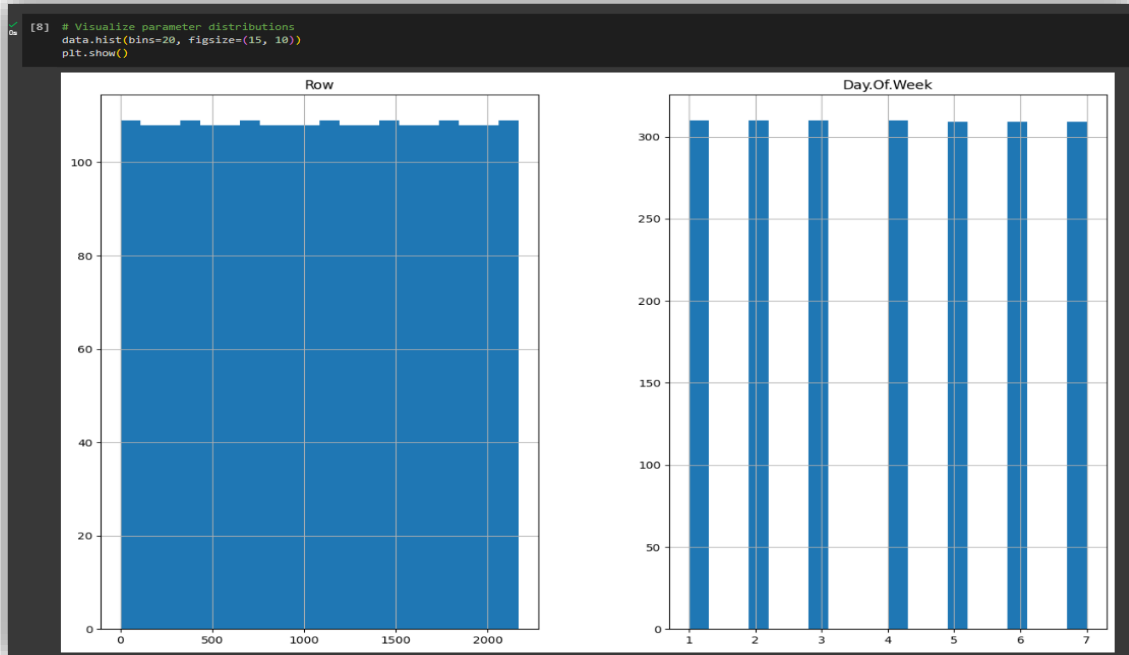 [8] # Visualize parameter distributions
0s data.hist(bins=20, figsize=(15, 10))
plt.show()
Row
100
80
60
40
20
0
0 500 1000 1500 2000
Day.Of.Week
300
250
200
150
100
50
0
1 2 3 4 5 6 7